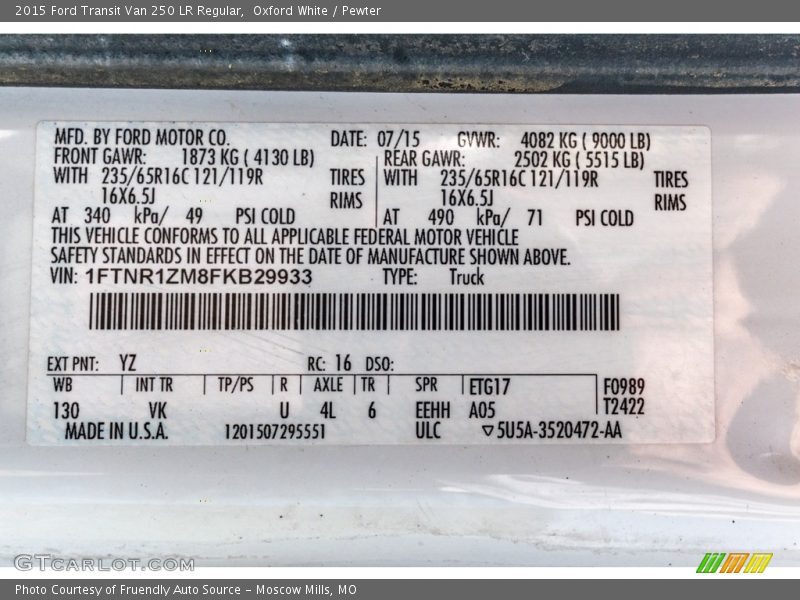 2015 Ford Transit Van 250 LR Regular,  Oxford White / Pewter
MFD. BY FORD MOTOR CO. DATE: 07/15 GVWR: 4082 KG ( 9000 LB)
FRONT GAWR: 1873 KG ( 4130 LB) REAR GAWR: 2502 KG ( 5515 LB)
WITH 235/65R16C 121/119R TIRES WITH 235/65R16C 121/119R TIRES
16X6.5J RIMS 16X6.5J RIMS
AT 340 kPa/ 49 PSI COLD AT 490 kPa/ 71 PSI COLD
THIS VEHICLE CONFORMS TO ALL APPLICABLE FEDERAL MOTOR VEHICLE
SAFETY STANDARDS IN EFFECT ON THE DATE OF MANUFACTURE SHOWN ABOVE.
VIN: 1FTNR1ZM8FKB29933 TYPE: Truck
EXT PNT: YZ RC: 16 DSO:
WB INT TR TP/PS R AXLE TR SPR ETG17 F0989
130 VK U 4L 6 EEHH A05 T2422
MADE IN U.S.A. 1201507295551 ULC ▽5U5A-3520472-AA
GTCARLOT.COM
Photo Courtesy of Fruendly Auto Source – Moscow Mills, MO